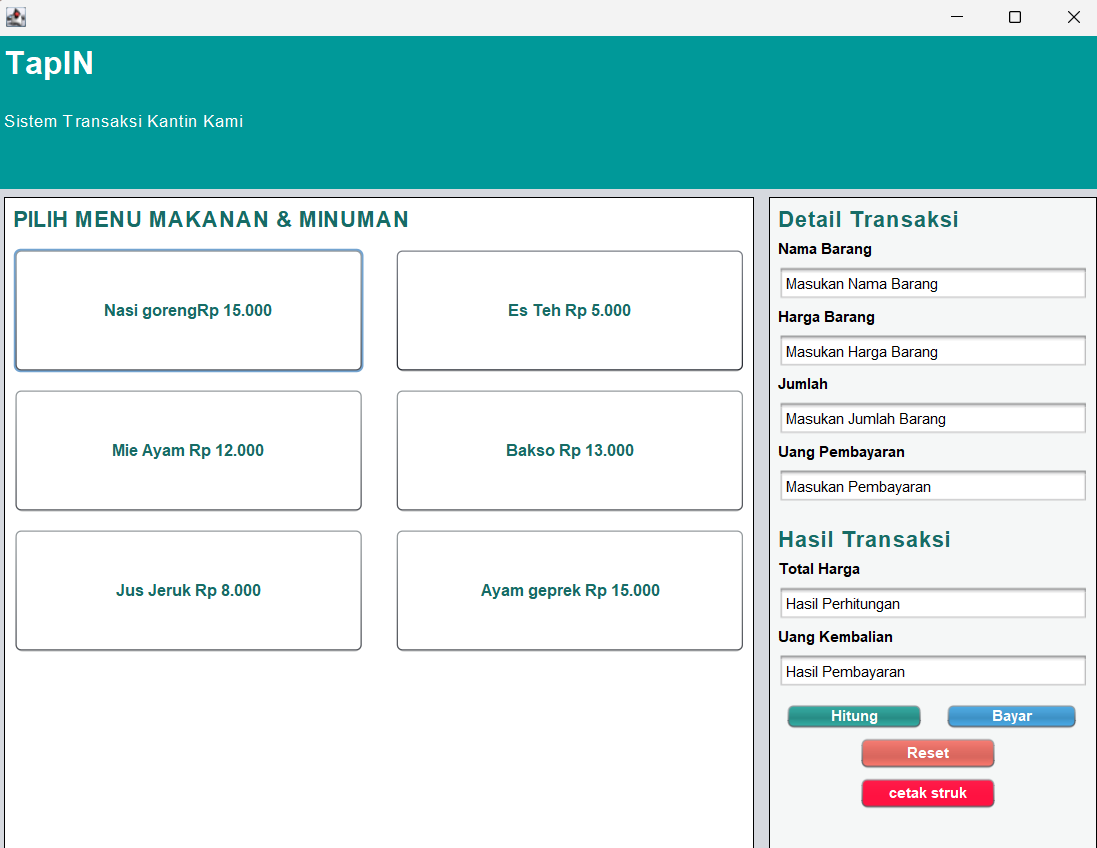 TapIN
Sistem Transaksi Kantin Kami
PILIH MENU MAKANAN & MINUMAN
Nasi gorengRp 15.000
Es Teh Rp 5.000
Mie Ayam Rp 12.000
Bakso Rp 13.000
Jus Jeruk Rp 8.000
Ayam geprek Rp 15.000
Detail Transaksi
Nama Barang
Masukan Nama Barang
Harga Barang
Masukan Harga Barang
Jumlah
Masukan Jumlah Barang
Uang Pembayaran
Masukan Pembayaran
Hasil Transaksi
Total Harga
Hasil Perhitungan
Uang Kembalian
Hasil Pembayaran
Hitung
Bayar
Reset
cetak struk